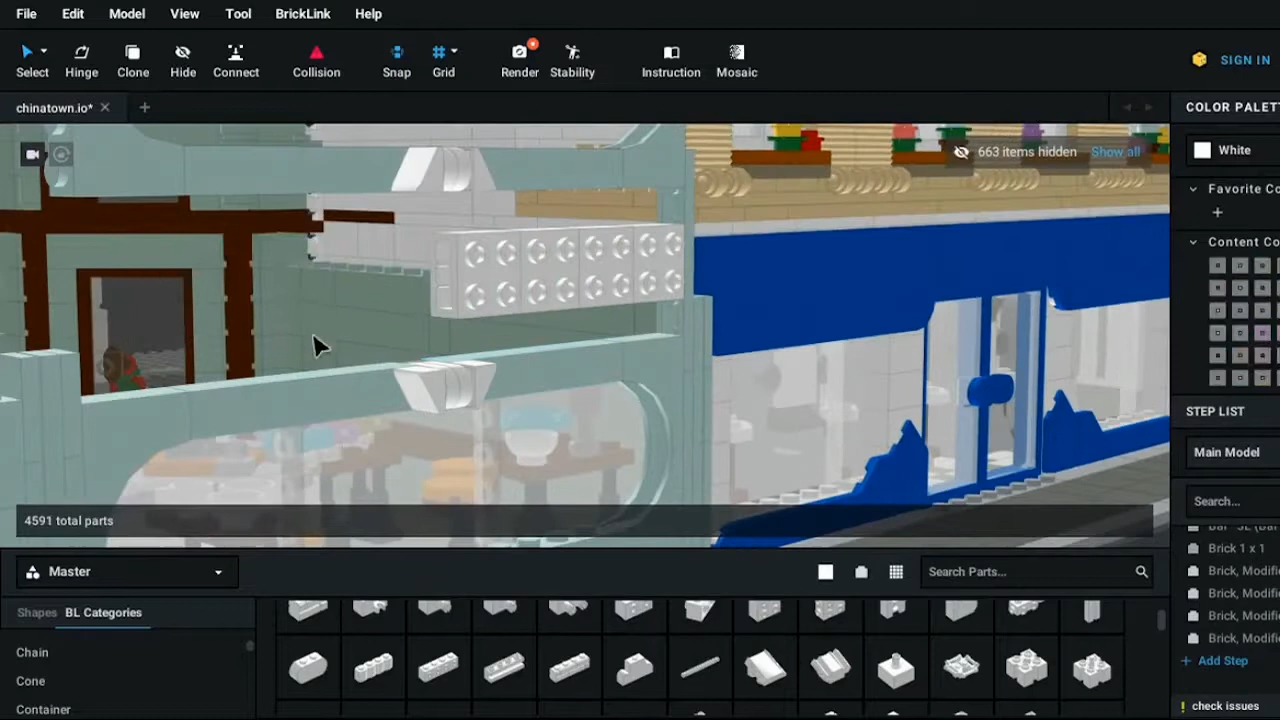 File Edit Model View Tool BrickLink Help
Select Hinge Clone Hide Connect Collision Snap Grid Render Stability Instruction Mosaic SIGN IN
chinatown.io*
COLOR PALET
663 items hidden Show all
White
Favorite Co
Content Co
4591 total parts
STEP LIST
Main Model
Search...
Brick 1 x 1
Brick, Modifie
Brick, Modifie
Brick, Modifie
Brick, Modifie
+ Add Step
check issues
Master
Search Parts...
Shapes BL Categories
Chain
Cone
Container